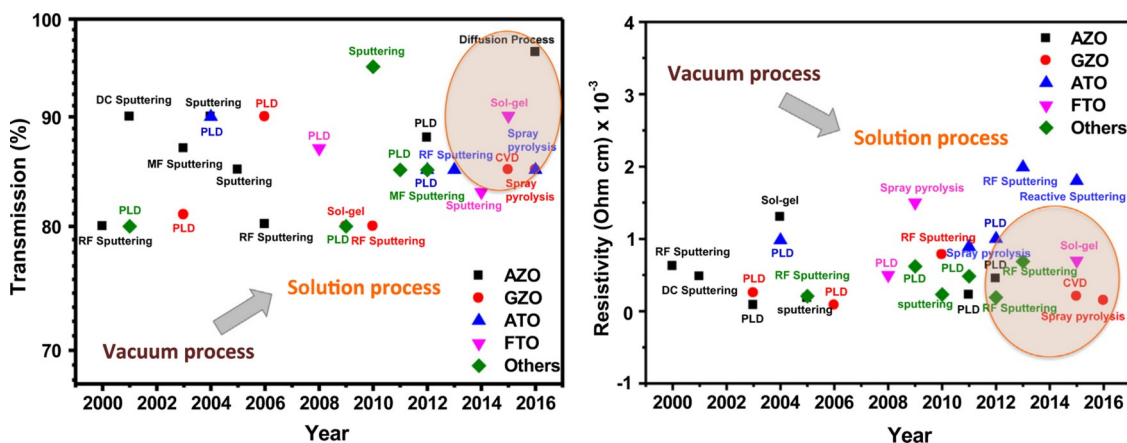 100
90
80
70
Transmission (%)
Diffusion Process
Sputtering
DC Sputtering
Sputtering
PLD
PLD
Sol-gel
PLD
PLD
MF Sputtering
Sputtering
PLD
RF Sputtering
CVD
Spray
pyrolysis
PLD
MF Sputtering
Sputtering
Spray
pyrolysis
PLD
RF Sputtering
PLD
RF Sputtering
Sol-gel
PLD
RF Sputtering
Solution process
Vacuum process
AZO
GZO
ATO
FTO
Others
2000 2002 2004 2006 2008 2010 2012 2014 2016
Year
4
3
2
1
0
-1
Resistivity (Ohm cm) x 10-3
Vacuum process
Solution process
AZO
GZO
ATO
FTO
Others
Sol-gel
Spray pyrolysis
RF Sputtering
Reactive Sputtering
RF Sputtering
PLD
RF Sputtering
PLD
Spray pyrolysis
Sol-gel
DC Sputtering
PLD
RF Sputtering
PLD
PLD
PLD
PLD
RF Sputtering
CVD
PLD
sputtering
PLD
sputtering
PLD
RF Sputtering
Spray pyrolysis
2000 2002 2004 2006 2008 2010 2012 2014 2016
Year